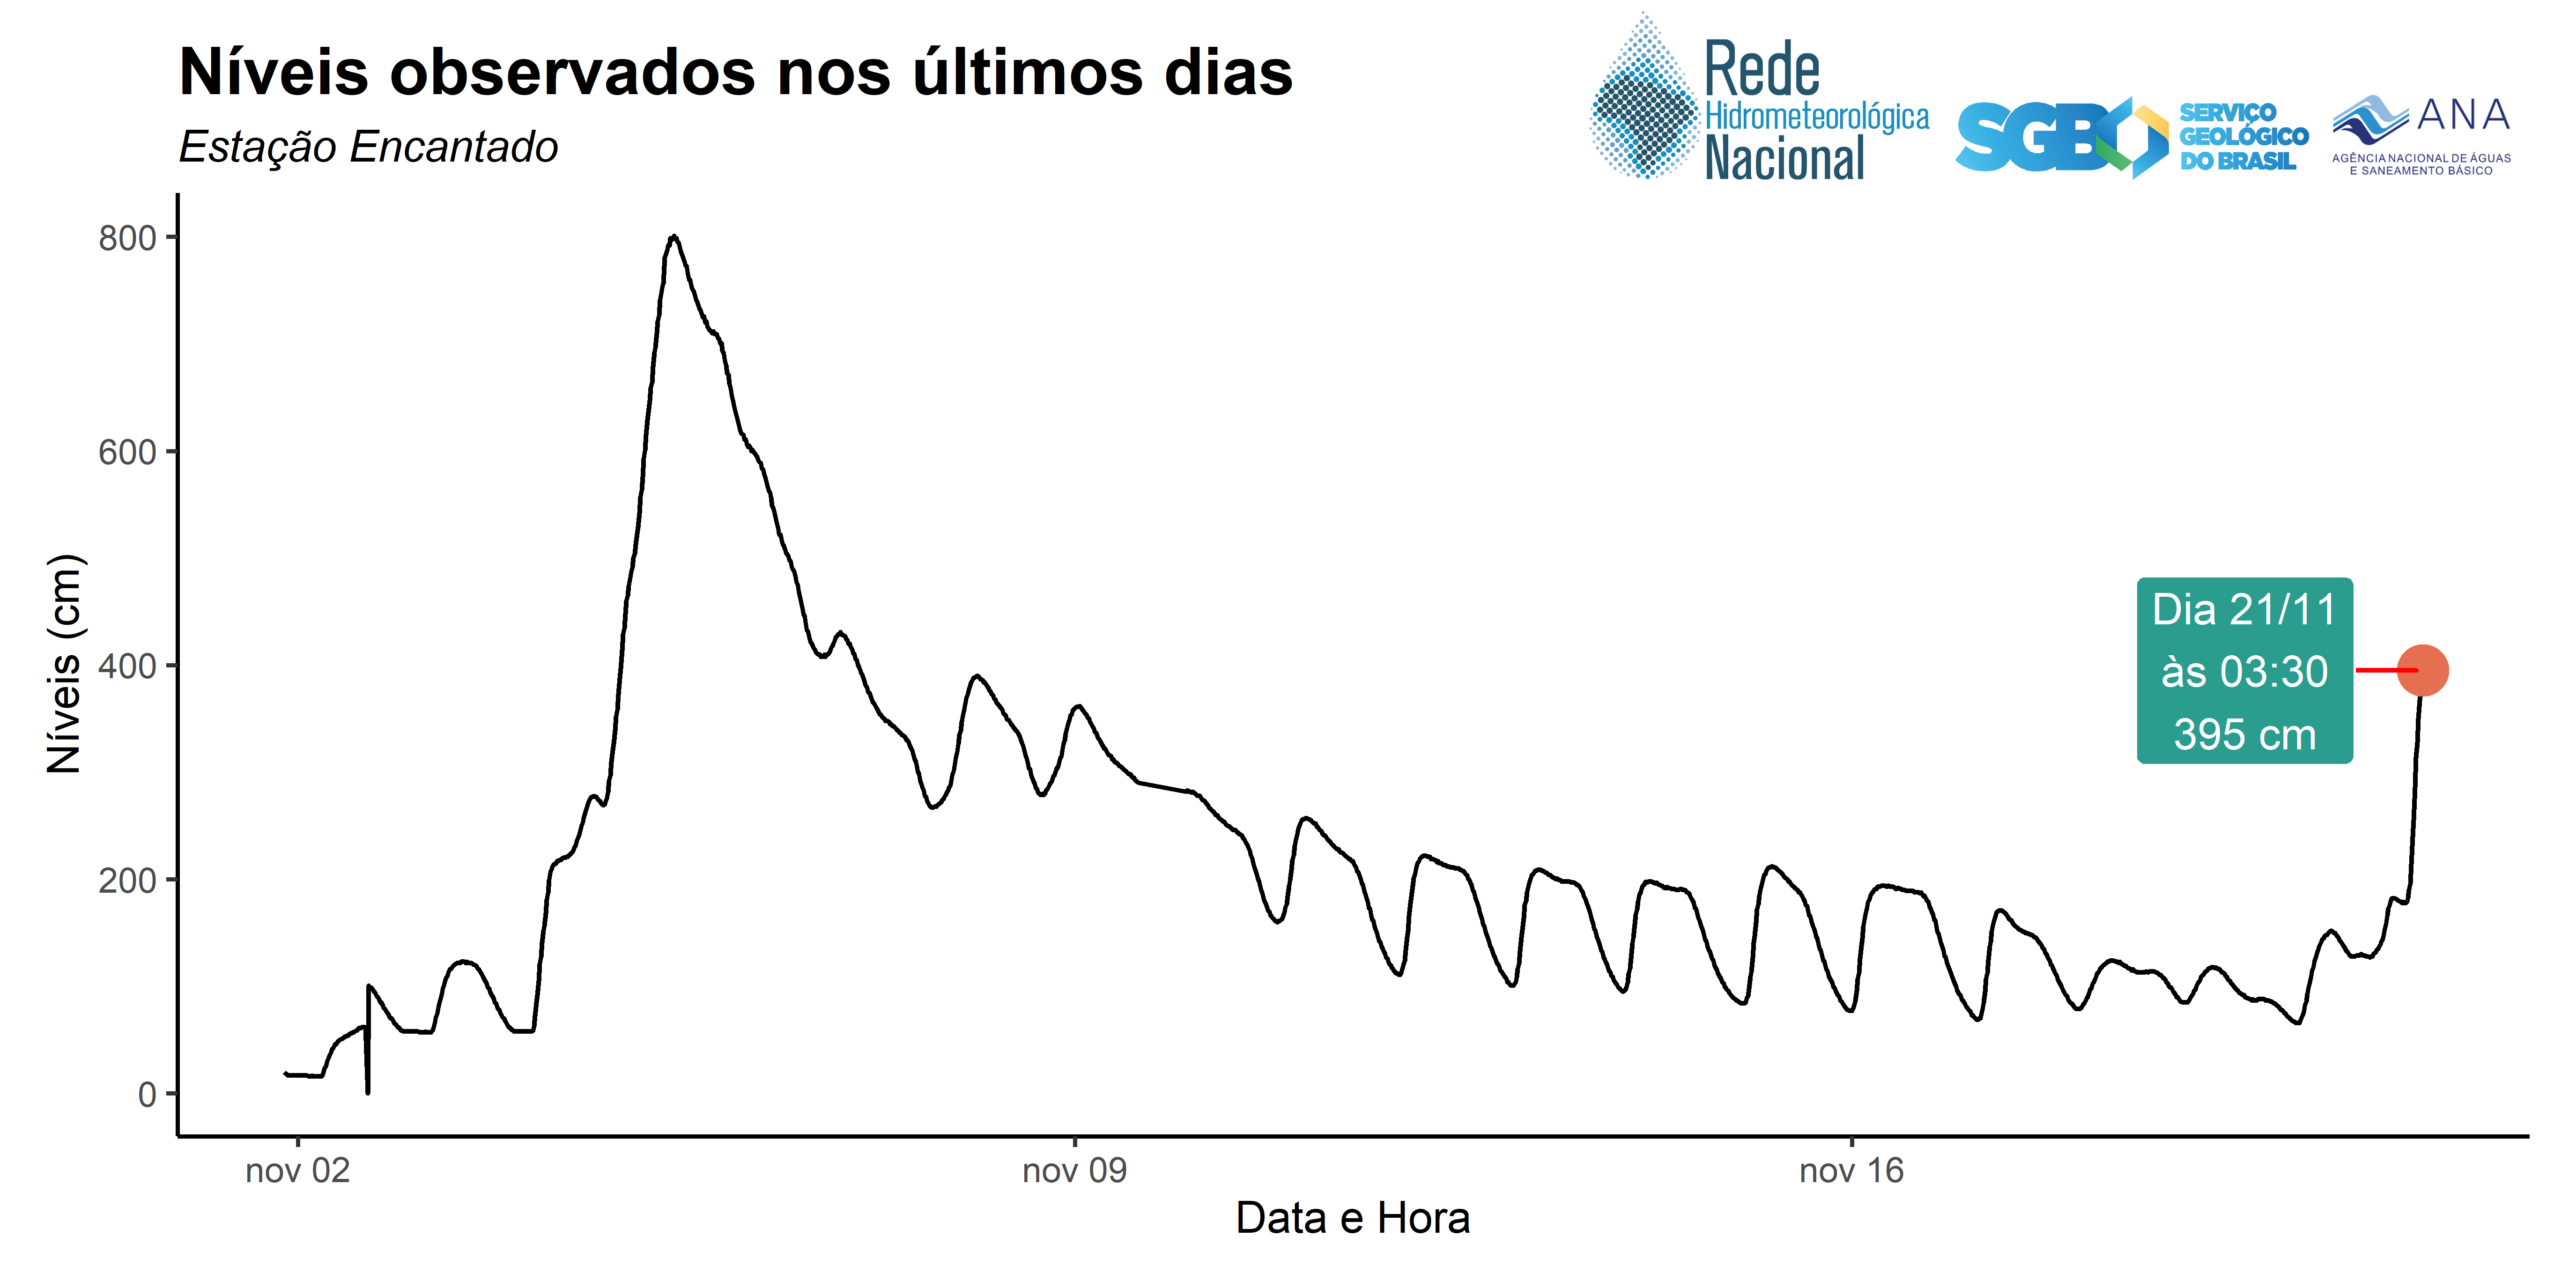 Níveis observados nos últimos dias
Estação Encantado
Rede
Hidrometeorológica
Nacional
SGB
SERVIÇO
GEOLÓGICO
DO BRASIL
ANA
AGÊNCIA NACIONAL DE ÁGUAS
E SANEAMENTO BÁSICO
Níveis (cm)
800
600
400
200
0
Dia 21/11
às 03:30
395 cm
nov 02
nov 09
nov 16
Data e Hora